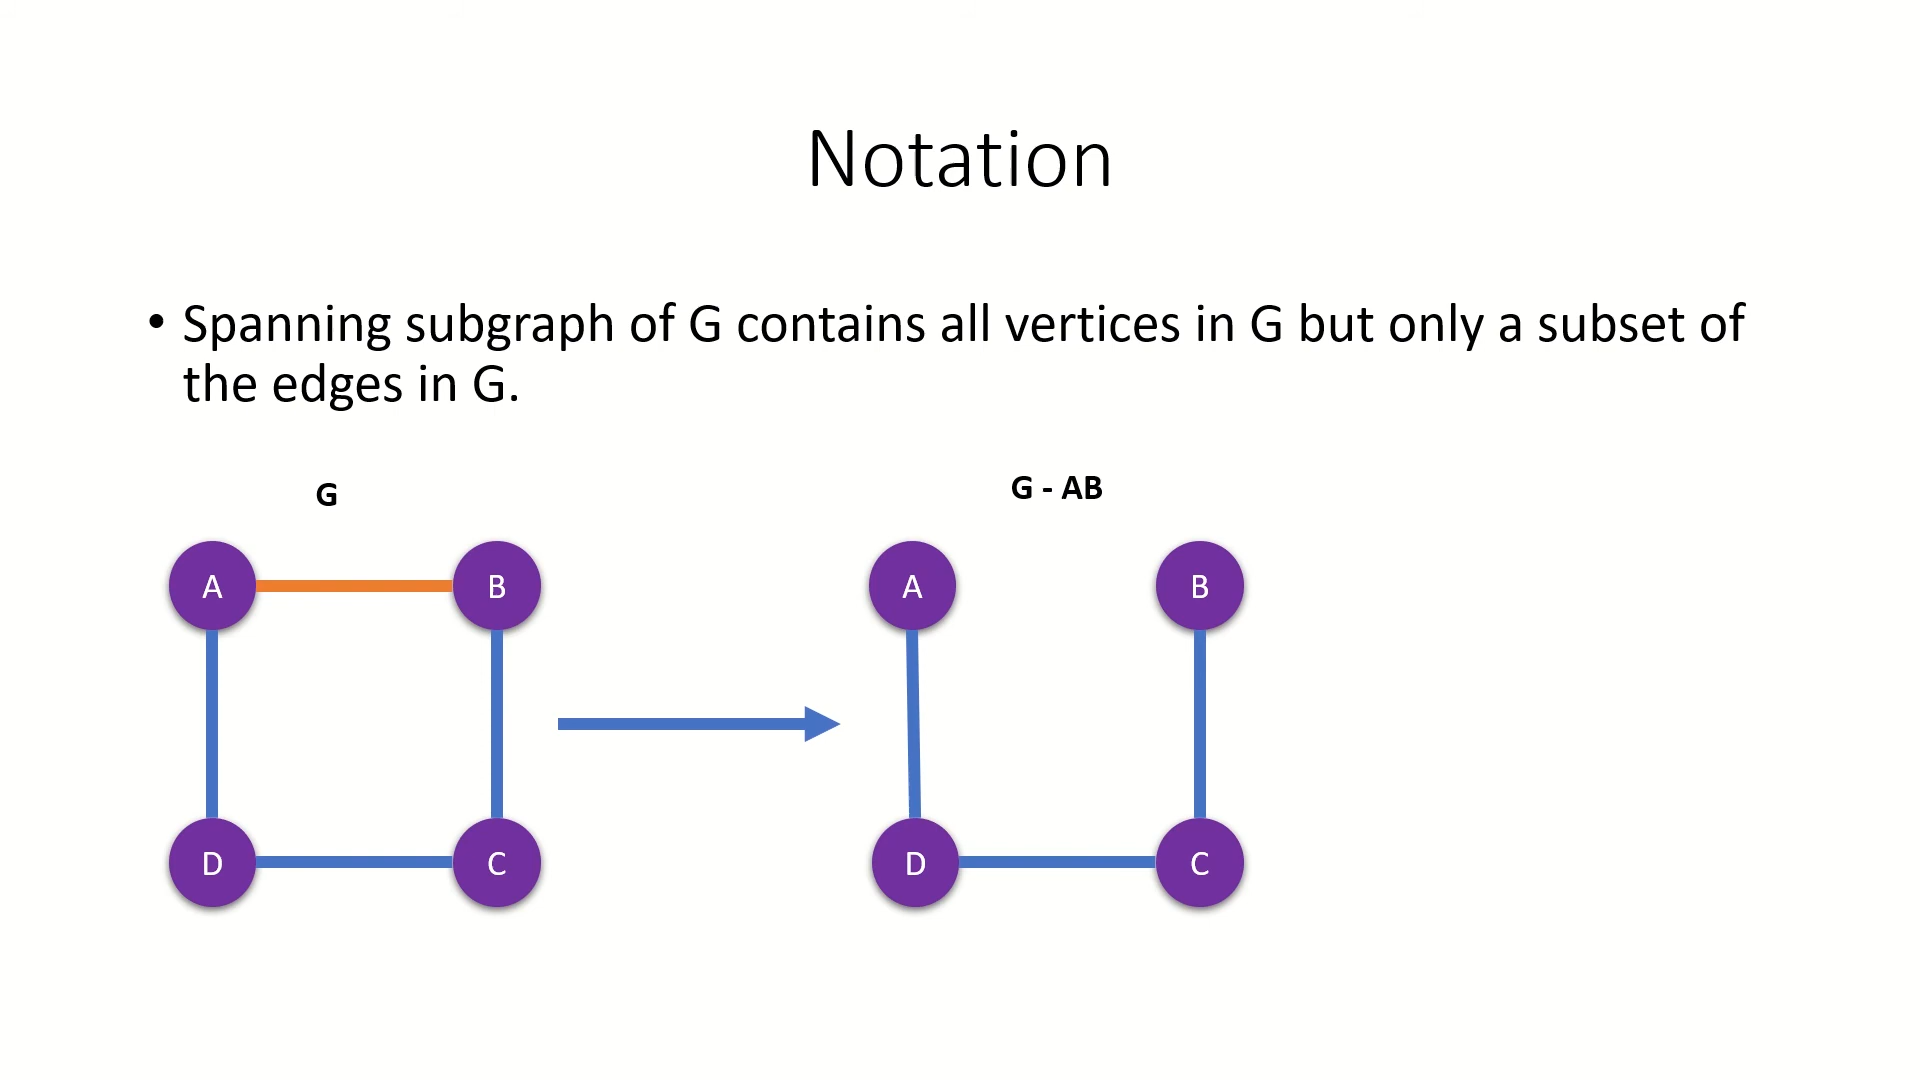 Notation
• Spanning subgraph of G contains all vertices in G but only a subset of
the edges in G.
G
G - AB
A
B
A
B
D
C
D
C